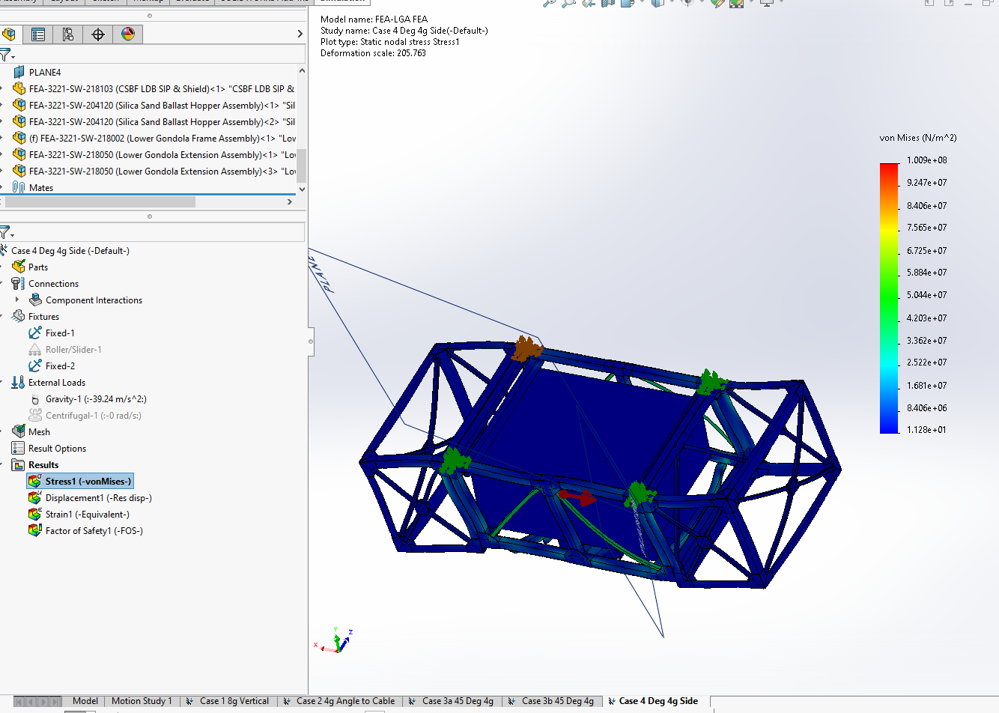 Model name: FEA-LGA FEA
Study name: Case 4 Deg 4g Side(-Default-)
Plot type: Static nodal stress Stress1
Deformation scale: 205.763
PLANE4
FEA-3221-SW-218103 (CSBF LDB SIP & Shield)<1> "CSBF LDB SIP &
FEA-3221-SW-204120 (Silica Sand Ballast Hopper Assembly)<1> "Sil
FEA-3221-SW-204120 (Silica Sand Ballast Hopper Assembly)<2> "Sil
(f) FEA-3221-SW-218002 (Lower Gondola Frame Assembly)<1> "Lov
FEA-3221-SW-218050 (Lower Gondola Extension Assembly)<1> "Lo
FEA-3221-SW-218050 (Lower Gondola Extension Assembly)<3> "Lo
Mates
Case 4 Deg 4g Side (-Default-)
Parts
Connections
Component Interactions
Fixtures
Fixed-1
Roller/Slider-1
Fixed-2
External Loads
Gravity-1 (:-39.24 m/s^2:)
Centrifugal-1 (:-0 rad/s:)
Mesh
Result Options
Results
Stress1 (-vonMises-)
Displacement1 (-Res disp-)
Strain1 (-Equivalent-)
Factor of Safety1 (-FOS-)
von Mises (N/m^2)
1.009e+08
9.247e+07
8.406e+07
7.565e+07
6.725e+07
5.884e+07
5.044e+07
4.203e+07
3.362e+07
2.522e+07
1.681e+07
8.406e+06
1.128e+01
X
Y
Z
Model
Motion Study 1
Case 1 8g Vertical
Case 2 4g Angle to Cable
Case 3a 45 Deg 4g
Case 3b 45 Deg 4g
Case 4 Deg 4g Side